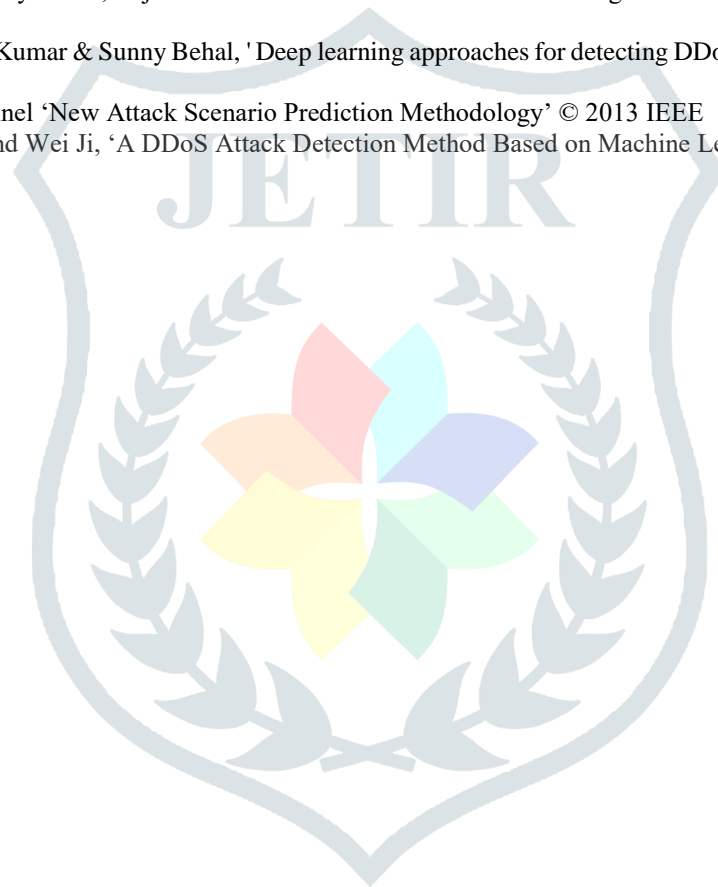 Kumar & Sunny Behal, ' Deep learning approaches for detecting DDo
nel ‘New Attack Scenario Prediction Methodology’ © 2013 IEEE
nd Wei Ji, ‘A DDoS Attack Detection Method Based on Machine Le
JETIR